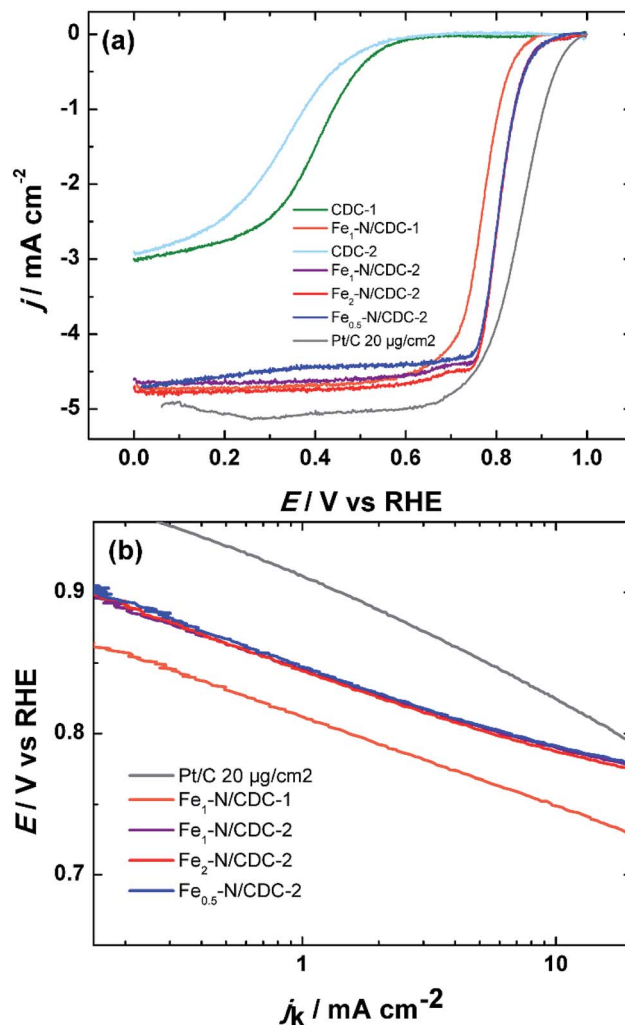 (a)
0
-1
-2
-3
-4
-5
j / mA cm-2
CDC-1
Fe1-N/CDC-1
CDC-2
Fe1-N/CDC-2
Fe2-N/CDC-2
Fe0.5-N/CDC-2
Pt/C 20 µg/cm2
0.0 0.2 0.4 0.6 0.8 1.0
E / V vs RHE
(b)
0.9
0.8
0.7
E / V vs RHE
Pt/C 20 µg/cm2
Fe1-N/CDC-1
Fe1-N/CDC-2
Fe2-N/CDC-2
Fe0.5-N/CDC-2
1 10
jk / mA cm-2